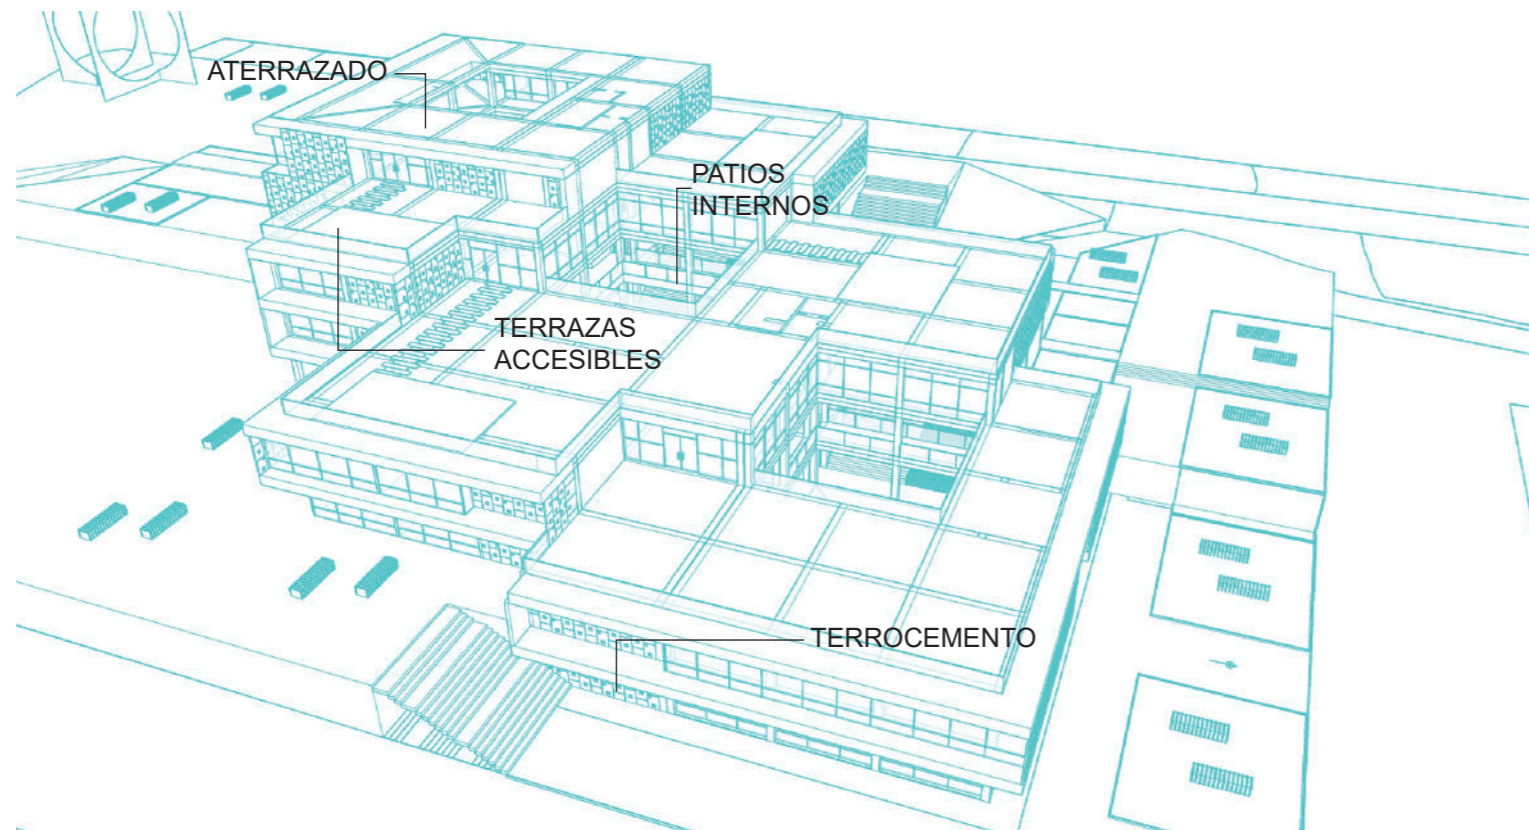 ATERRAZADO
PATIOS
INTERNOS
TERRAZAS
ACCESIBLES
TERROCEMENTO